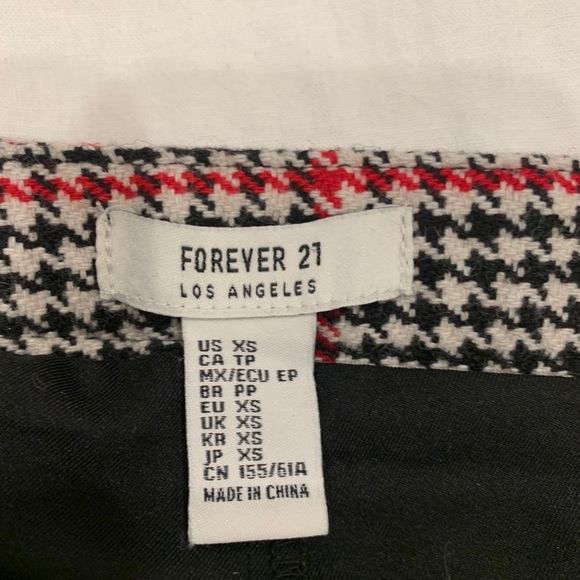 FOREVER 21
LOS ANGELES
US XS
CA TP
MX/ECU EP
BR PP
EU XS
UK XS
KR XS
JP XS
CN 155/61A
MADE IN CHINA